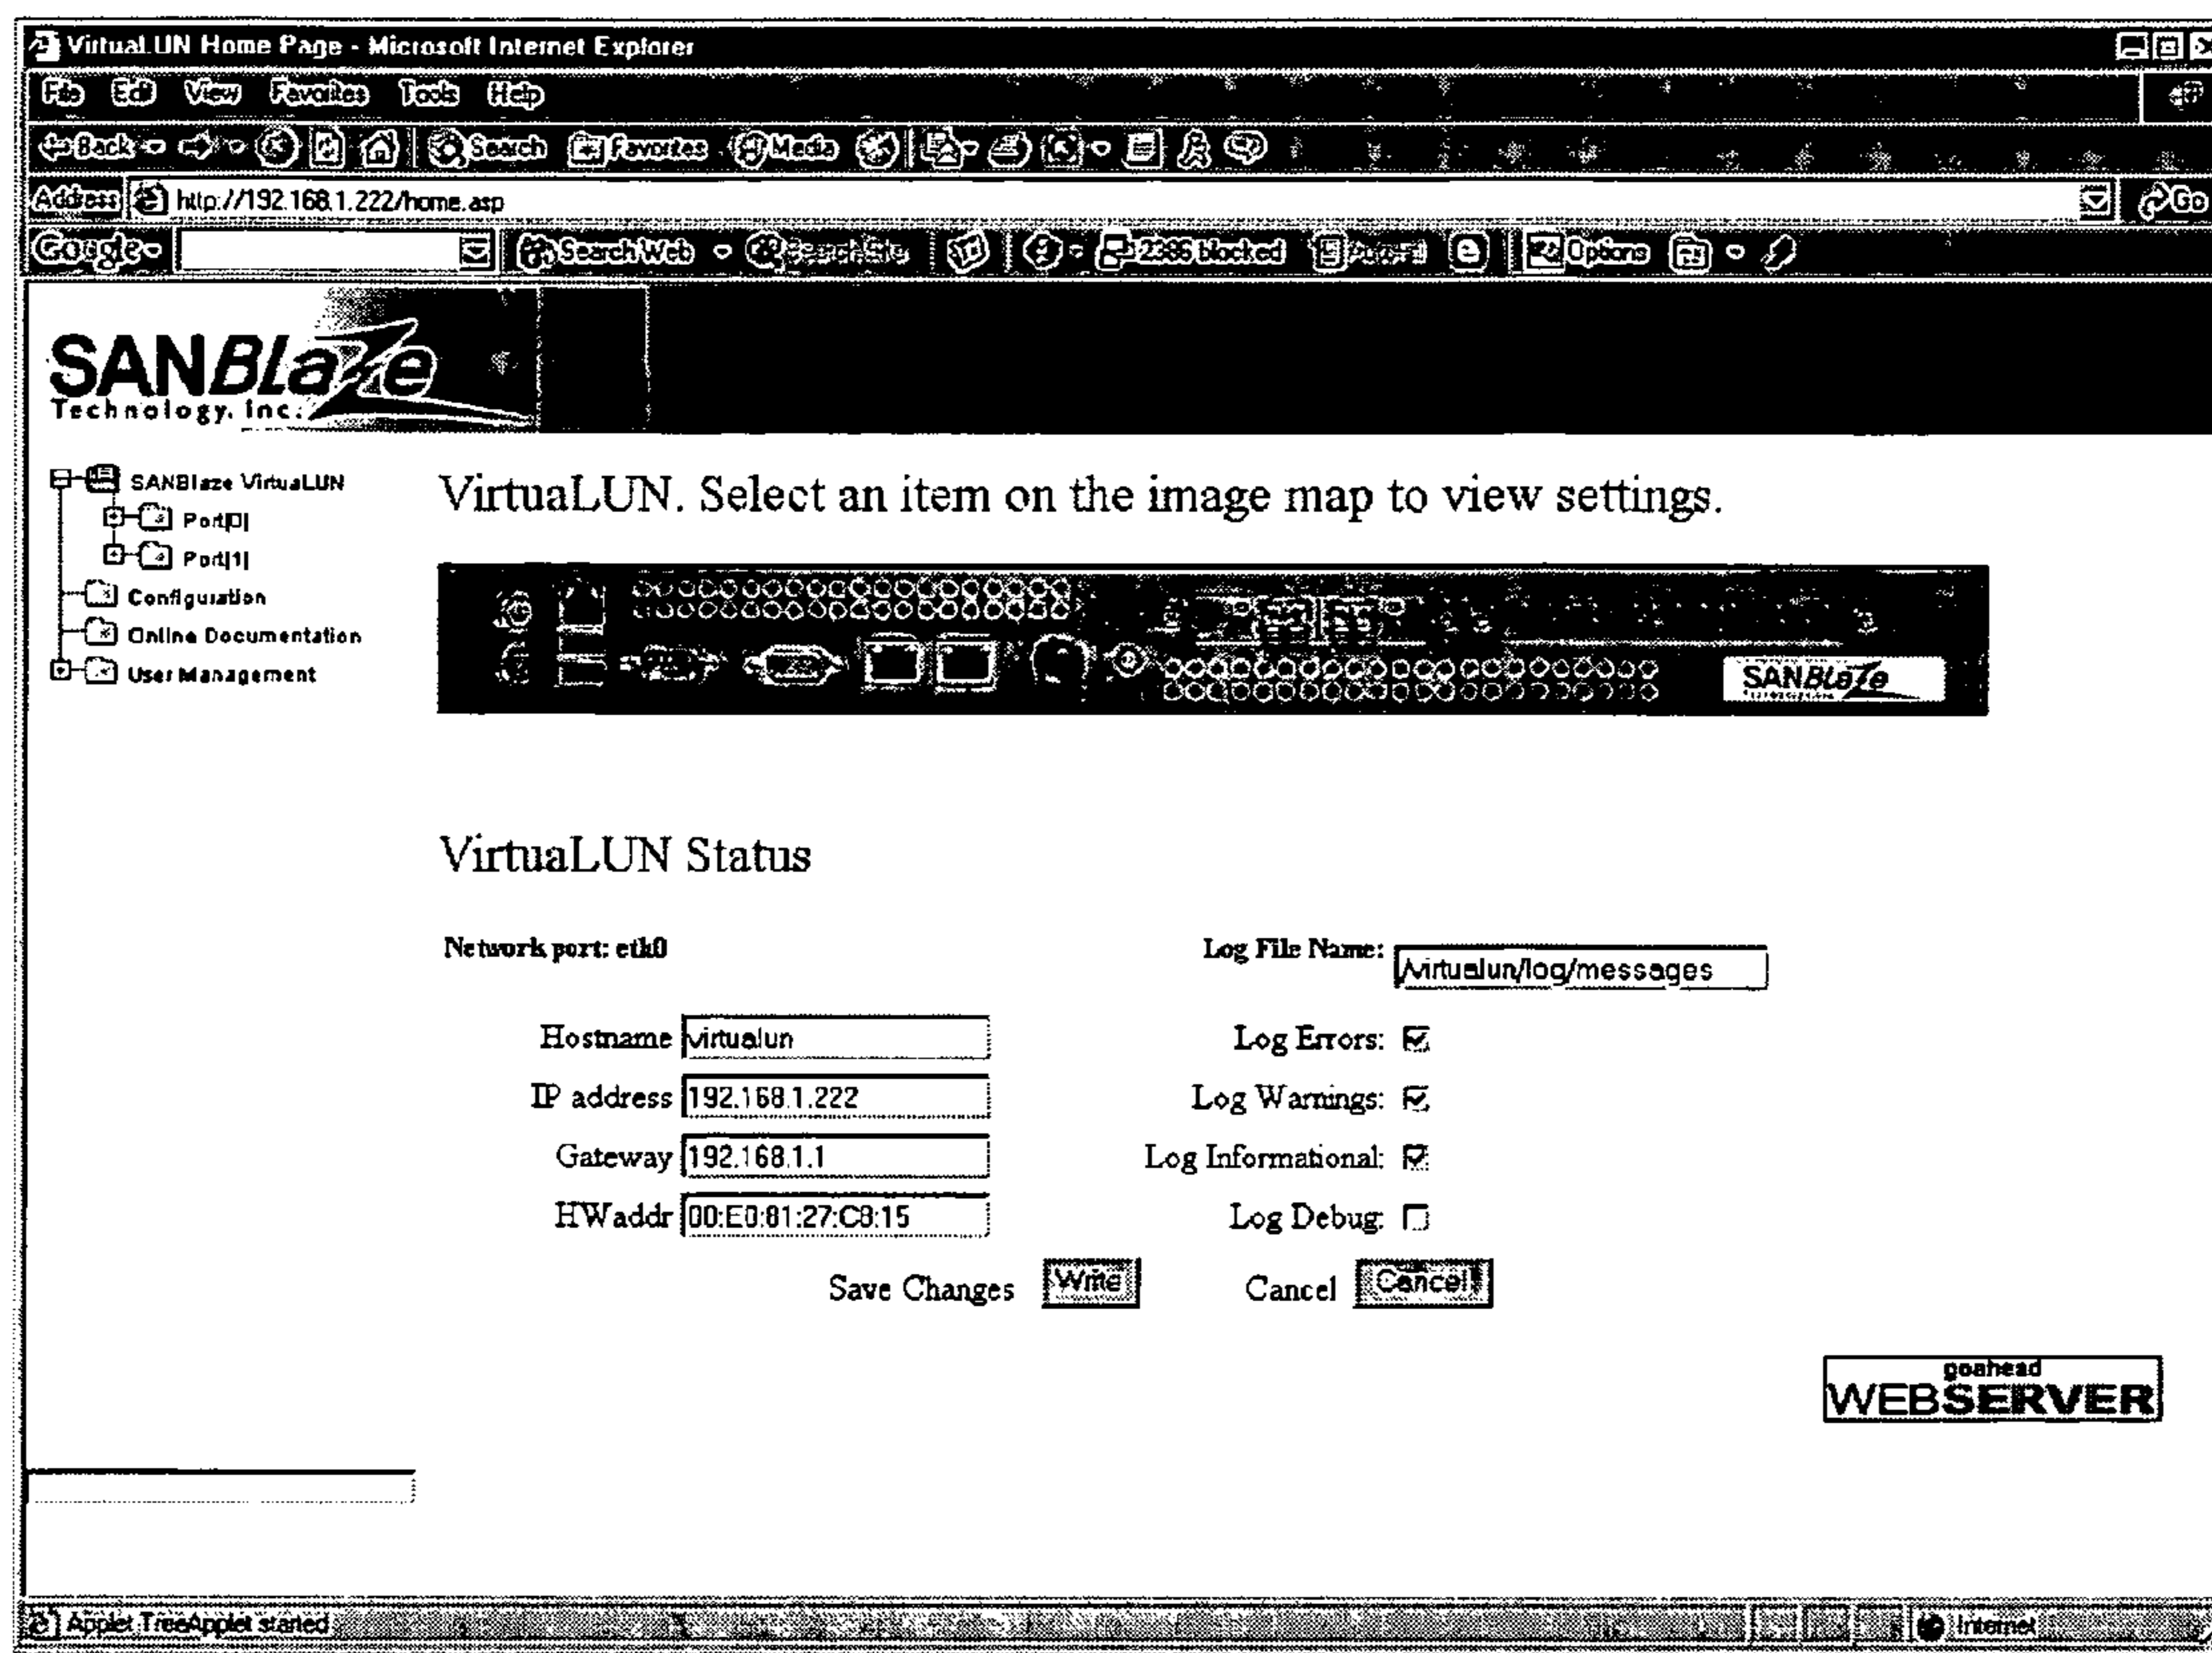 VirtuaLUN Home Page - Microsoft Internet Explorer
File Edit View Favorites Tools Help
Back Search Favorites Media
Address http://192.168.1.222/home.asp Go
Google Search Web 2386 blocked Options
SANBLaze
Technology, Inc.
SANBlaze VirtuaLUN
Port[0]
Port[1]
Configuration
Online Documentation
User Management
VirtuaLUN. Select an item on the image map to view settings.
SANBLaze
VirtuaLUN Status
Network port: eth0 Log File Name: /virtualun/log/messages
Hostname virtualun Log Errors:
IP address 192.168.1.222 Log Warnings:
Gateway 192.168.1.1 Log Informational:
HWaddr 00:E0:81:27:C8:15 Log Debug:
Save Changes Write Cancel Cancel
goahead
WEBSERVER
Applet TreeApplet started Internet